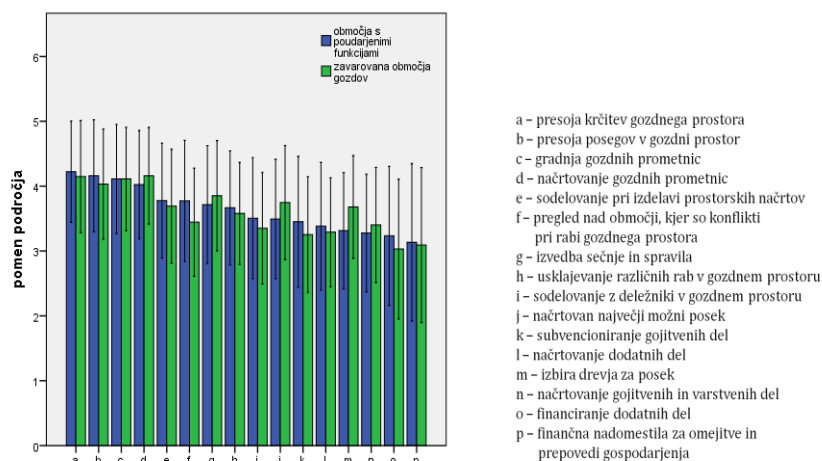 območja s
poudarjenimi
funkcijami
zavarovana območja
gozdov
6
5
4
3
2
1
0
pomen področja
a b c d e f g h i j k l m n o p
a – presoja krčitev gozdnega prostora
b – presoja posegov v gozdni prostor
c – gradnja gozdnih prometnic
d – načrtovanje gozdnih prometnic
e – sodelovanje pri izdelavi prostorskih načrtov
f – pregled nad območji, kjer so konflikti
pri rabi gozdnega prostora
g – izvedba sečnje in spravila
h – usklajevanje različnih rab v gozdnem prostoru
i – sodelovanje z deležniki v gozdnem prostoru
j – načrtovan največji možni posek
k – subvencioniranje gojitvenih del
l – načrtovanje dodatnih del
m – izbira drevja za posek
n – načrtovanje gojitvenih in varstvenih del
o – financiranje dodatnih del
p – finančna nadomestila za omejitve in
prepovedi gospodarjenja